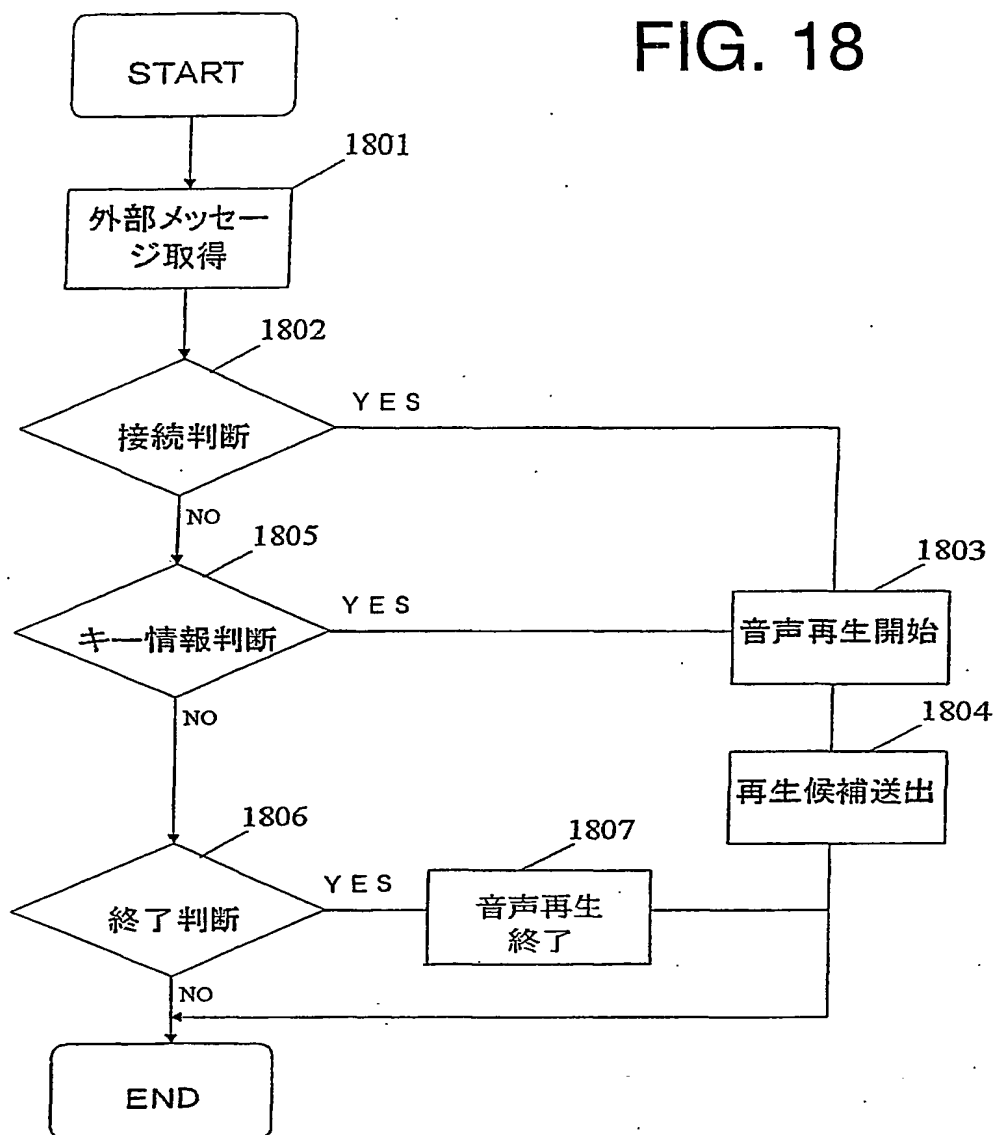 FIG. 18
START
1801
外部メッセー
ジ取得
1802
YES
接続判断
NO
1805
1803
YES
キー情報判断
音声再生開始
NO
1804
再生候補送出
1806
1807
YES
終了判断
音声再生
終了
NO
END